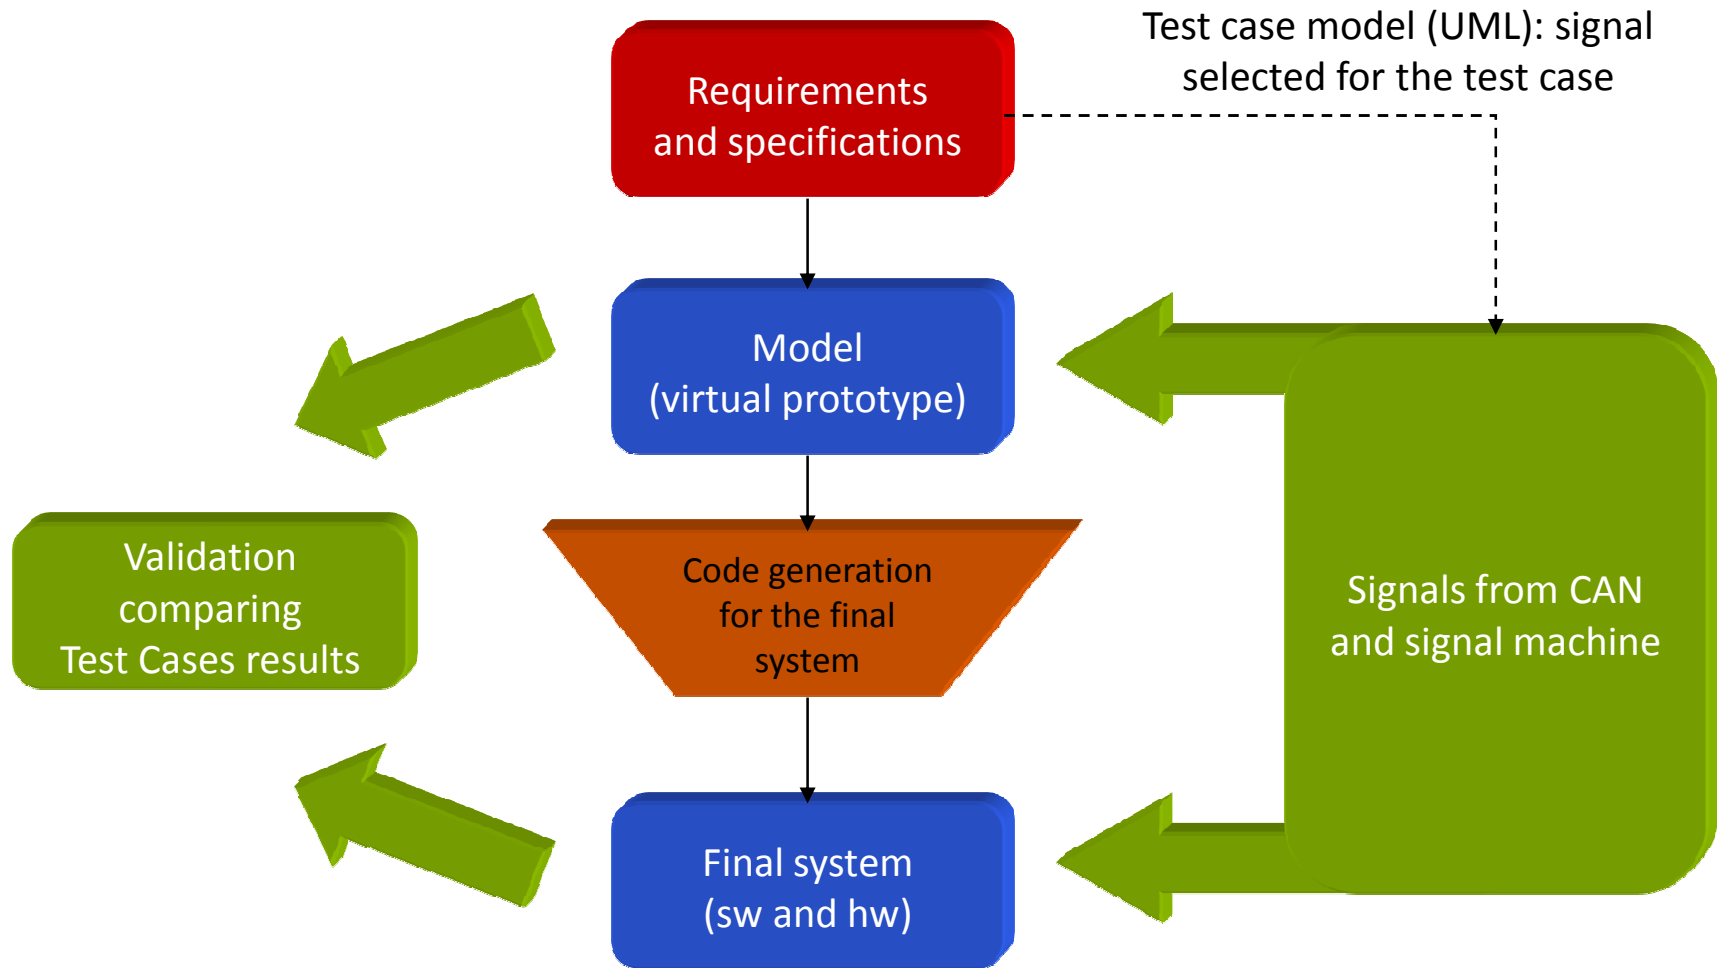 Test case model (UML): signal
selected for the test case
Requirements
and specifications
Model
(virtual prototype)
Validation
comparing
Test Cases results
Code generation
for the final
system
Signals from CAN
and signal machine
Final system
(sw and hw)